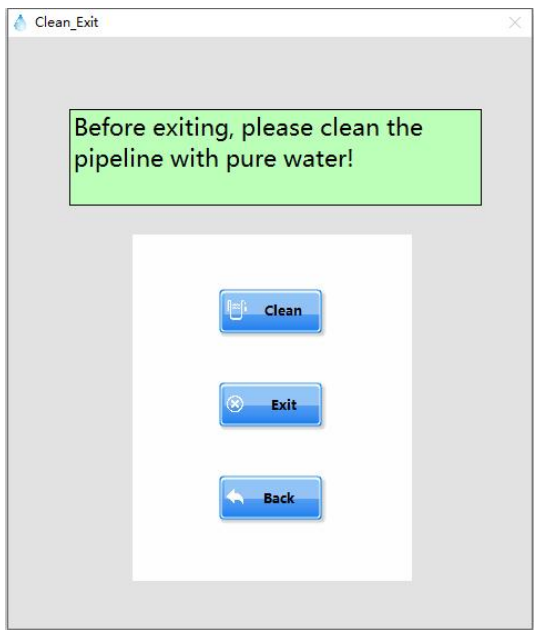 Clean_Exit
Before exiting, please clean the
pipeline with pure water!
Clean
Exit
Back